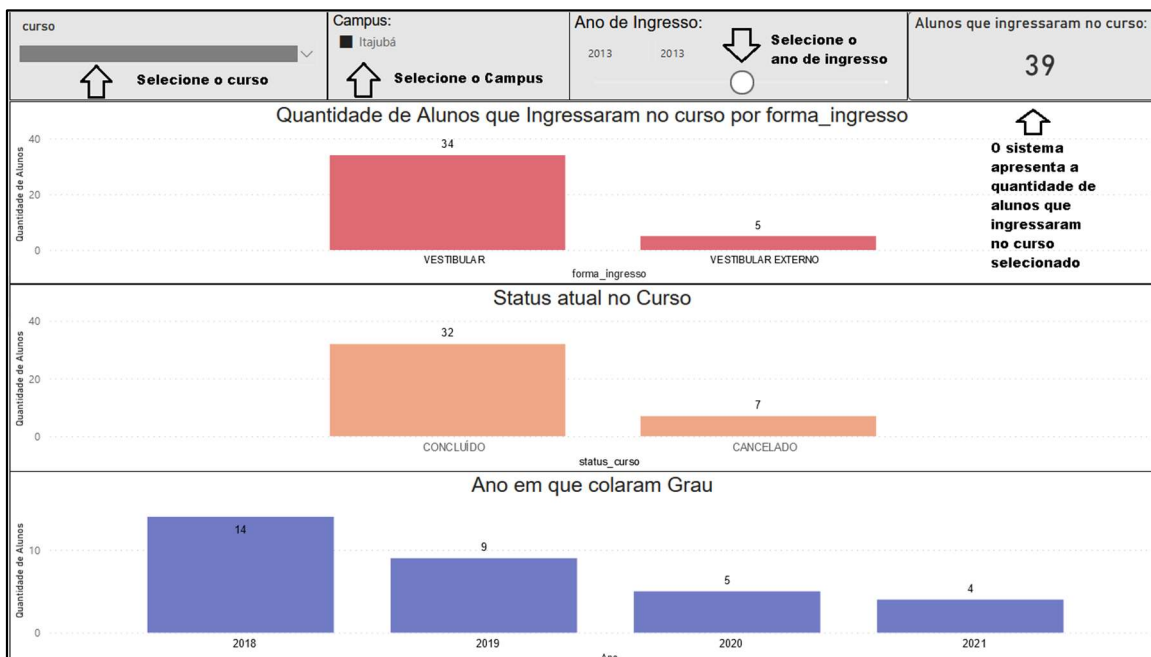 curso
Selecione o curso
Campus:
Itajubá
Selecione o Campus
Ano de Ingresso:
2013 2013
Selecione o
ano de ingresso
Alunos que ingressaram no curso:
39
O sistema
apresenta a
quantidade de
alunos que
ingressaram
no curso
selecionado
Quantidade de Alunos que Ingressaram no curso por forma_ingresso
Quantidade de Alunos
40
20
0
34
5
VESTIBULAR
VESTIBULAR EXTERNO
forma_ingresso
Status atual no Curso
Quantidade de Alunos
40
20
0
32
7
CONCLUÍDO
CANCELADO
status_curso
Ano em que colaram Grau
Quantidade de Alunos
10
0
14
9
5
4
2018
2019
2020
2021
Ano